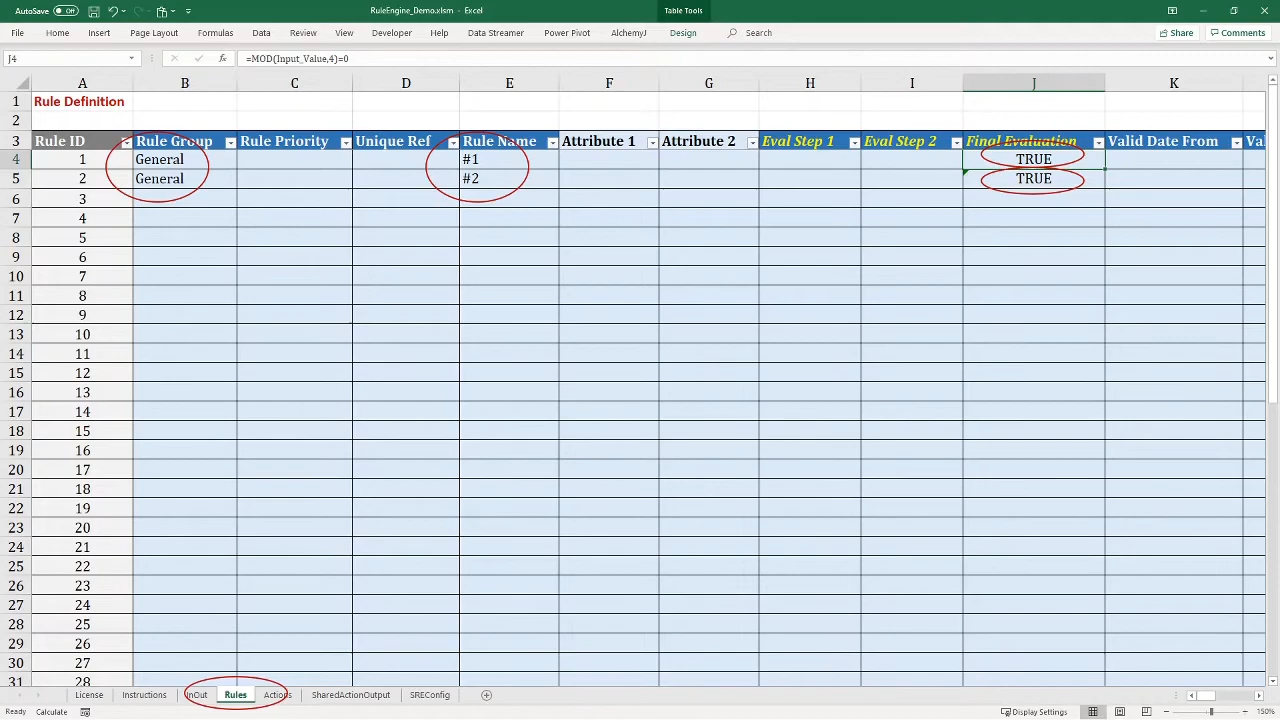 AutoSave Off
RuleEngine_Demo.xlsm - Excel
Table Tools
File Home Insert Page Layout Formulas Data Review View Developer Help Data Streamer Power Pivot AlchemyJ Design Search Share Comments
J4 fx =MOD(Input_Value,4)=0
A B C D E F G H I J K
1 Rule Definition
2
3 Rule ID Rule Group Rule Priority Unique Ref Rule Name Attribute 1 Attribute 2 Eval Step 1 Eval Step 2 Final Evaluation Valid Date From Val
4 1 General #1 TRUE
5 2 General #2 TRUE
6 3
7 4
8 5
9 6
10 7
11 8
12 9
13 10
14 11
15 12
16 13
17 14
18 15
19 16
20 17
21 18
22 19
23 20
24 21
25 22
26 23
27 24
28 25
29 26
30 27
31 28
License Instructions InOut Rules Actions SharedActionOutput SREConfig
Ready Calculate Display Settings 150%